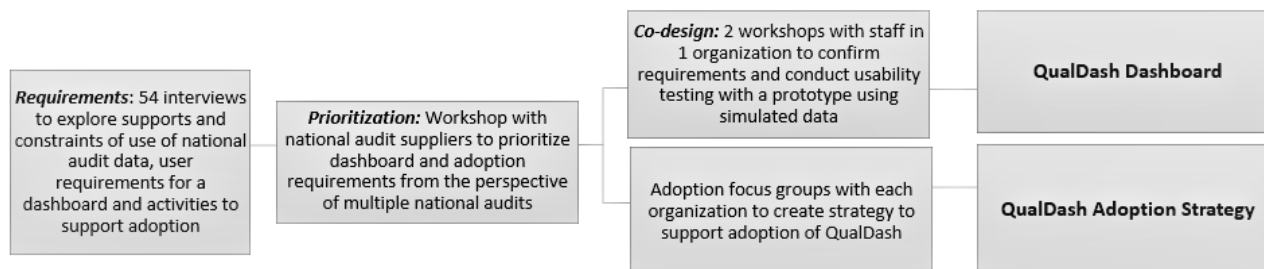 Requirements: 54 interviews
to explore supports and
constraints of use of national
audit data, user
requirements for a
dashboard and activities to
support adoption
Prioritization: Workshop with
national audit suppliers to prioritize
dashboard and adoption
requirements from the perspective
of multiple national audits
Co-design: 2 workshops with staff in
1 organization to confirm
requirements and conduct usability
testing with a prototype using
simulated data
Adoption focus groups with each
organization to create strategy to
support adoption of QualDash
QualDash Dashboard
QualDash Adoption Strategy